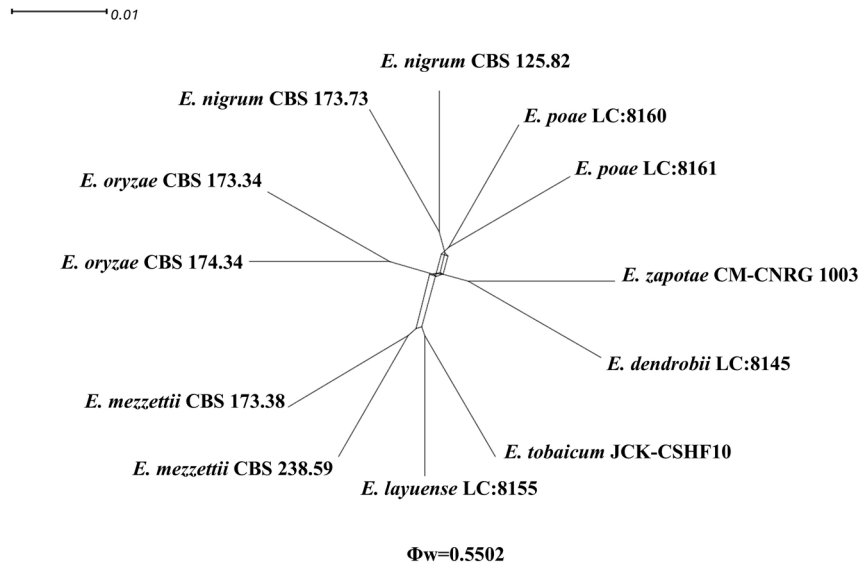 0.01
E. nigrum CBS 125.82
E. nigrum CBS 173.73
E. poae LC:8160
E. poae LC:8161
E. oryzae CBS 173.34
E. oryzae CBS 174.34
E. zapotae CM-CNRG 1003
E. dendrobii LC:8145
E. mezzettii CBS 173.38
E. tobaicum JCK-CSHF10
E. mezzettii CBS 238.59
E. layuense LC:8155
Φw=0.5502